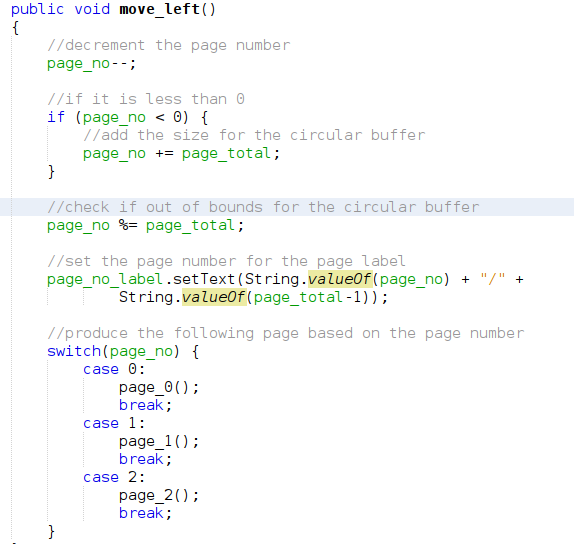 public void move_left()
{
//decrement the page number
page_no--;
//if it is less than 0
if (page_no < 0) {
//add the size for the circular buffer
page_no += page_total;
}
//check if out of bounds for the circular buffer
page_no %= page_total;
//set the page number for the page label
page_no_label.setText(String.valueOf(page_no) + "/" +
String.valueOf(page_total-1));
//produce the following page based on the page number
switch(page_no) {
case 0:
page_0();
break;
case 1:
page_1();
break;
case 2:
page_2();
break;
}